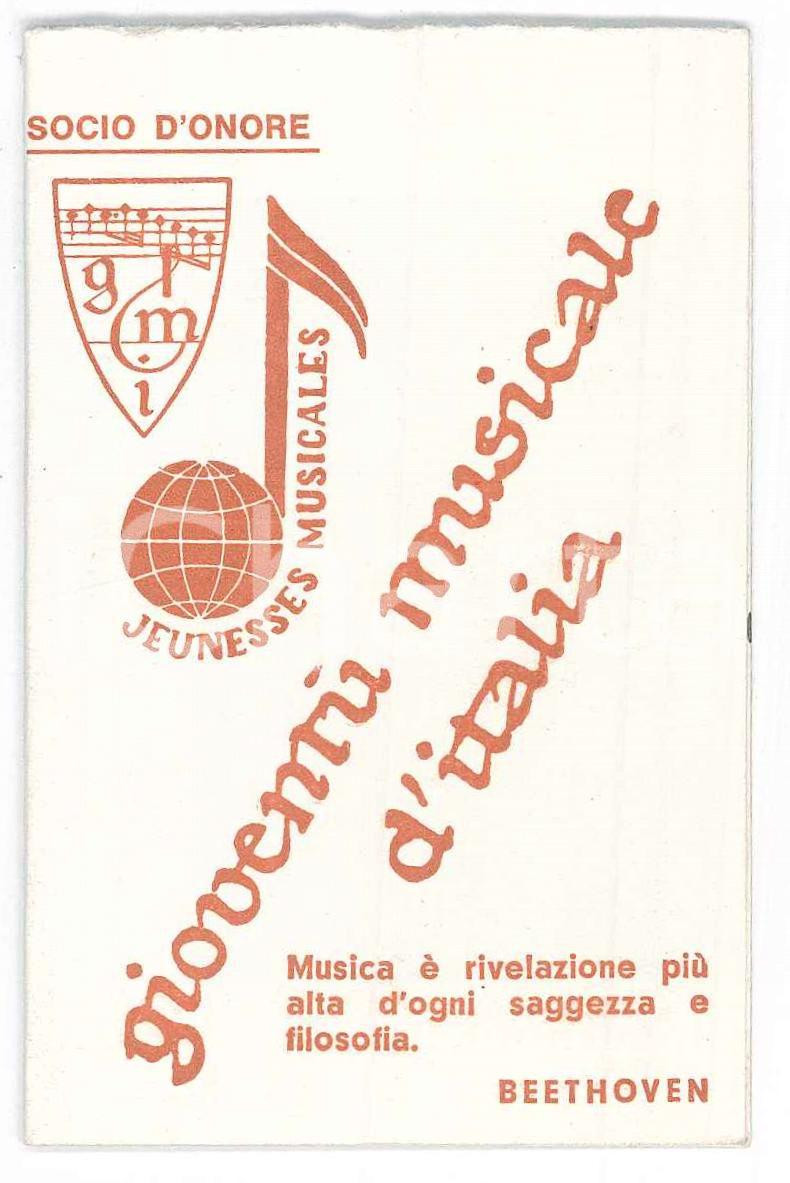 SOCIO D'ONORE
g m i
JEUNESSES MUSICALES
gioventù musicale
d'italia
Musica è rivelazione più
alta d'ogni saggezza e
filosofia.
BEETHOVEN